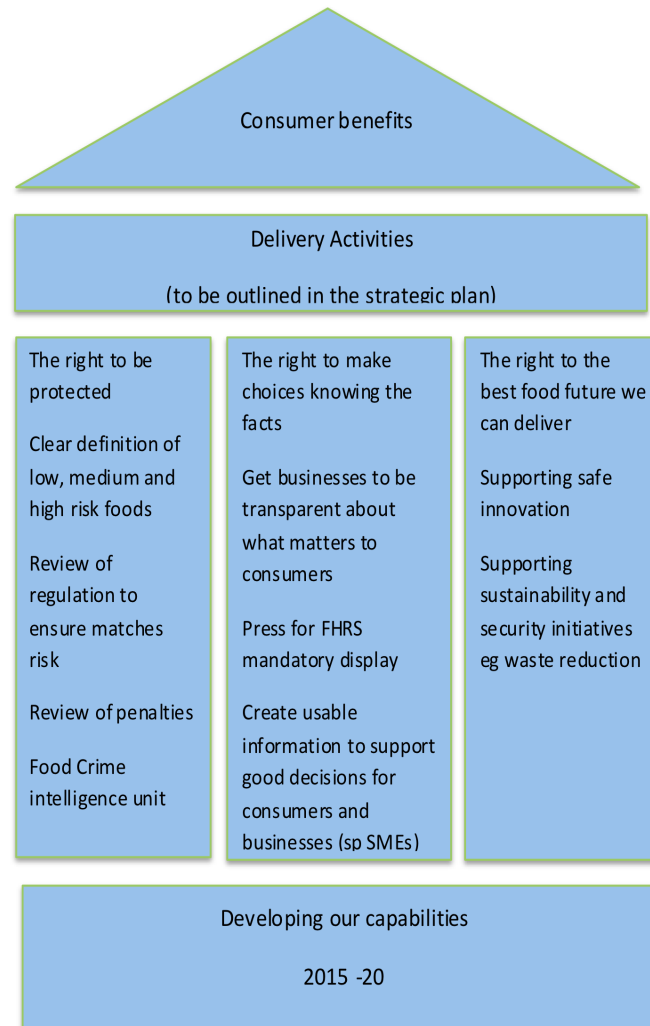 Consumer benefits
Delivery Activities
(to be outlined in the strategic plan)
The right to be
protected
Clear definition of
low, medium and
high risk foods
Review of
regulation to
ensure matches
risk
Review of penalties
Food Crime
intelligence unit
The right to make
choices knowing the
facts
Get businesses to be
transparent about
what matters to
consumers
Press for FHRS
mandatory display
Create usable
information to support
good decisions for
consumers and
businesses (sp SMEs)
The right to the
best food future we
can deliver
Supporting safe
innovation
Supporting
sustainability and
security initiatives
eg waste reduction
Developing our capabilities
2015 -20